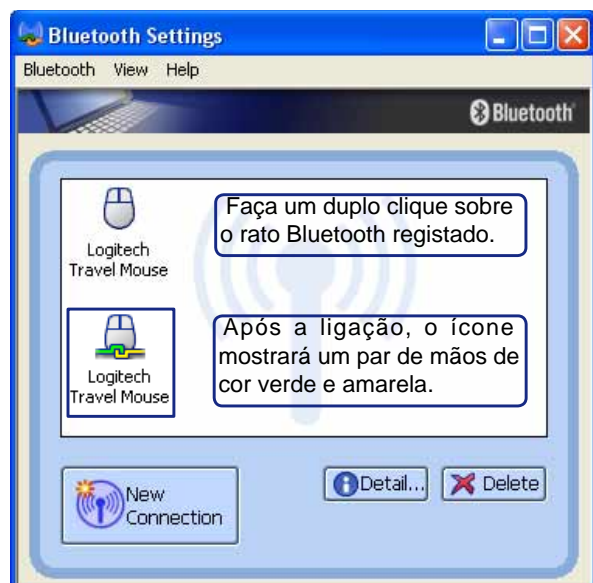 Bluetooth Settings
Bluetooth View Help
Bluetooth
Logitech
Travel Mouse
Faça um duplo clique sobre
o rato Bluetooth registado.
Logitech
Travel Mouse
Após a ligação, o ícone
mostrará um par de mãos de
cor verde e amarela.
New
Connection
Detail...
Delete